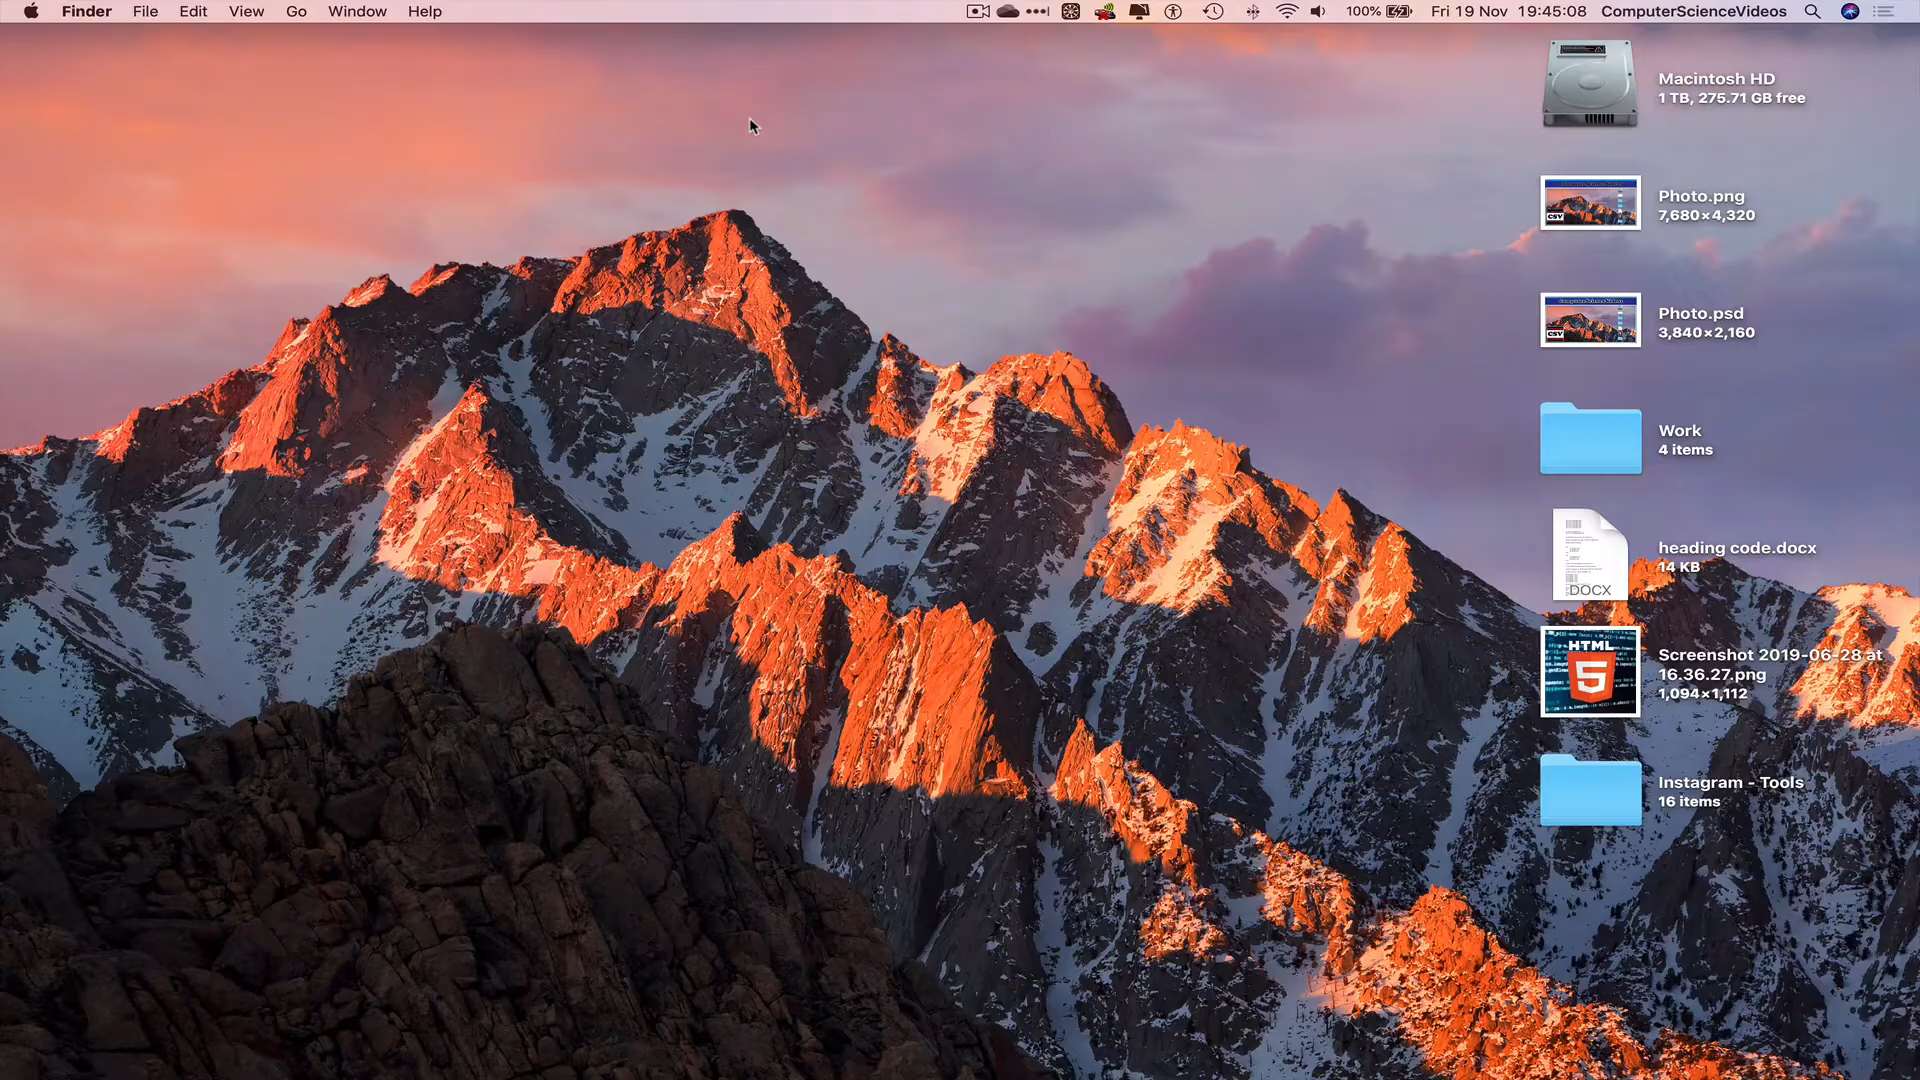 Finder File Edit View Go Window Help 100% Fri 19 Nov 19:45:08 ComputerScienceVideos
Macintosh HD
1 TB, 275.71 GB free
Photo.png
7,680×4,320
CSV
Photo.psd
3,840×2,160
ComputerScienceVideos
CSV
Work
4 items
heading code.docx
14 KB
DOCX
HTML
5
Screenshot 2019-06-28 at
16.36.27.png
1,094×1,112
Instagram - Tools
16 items